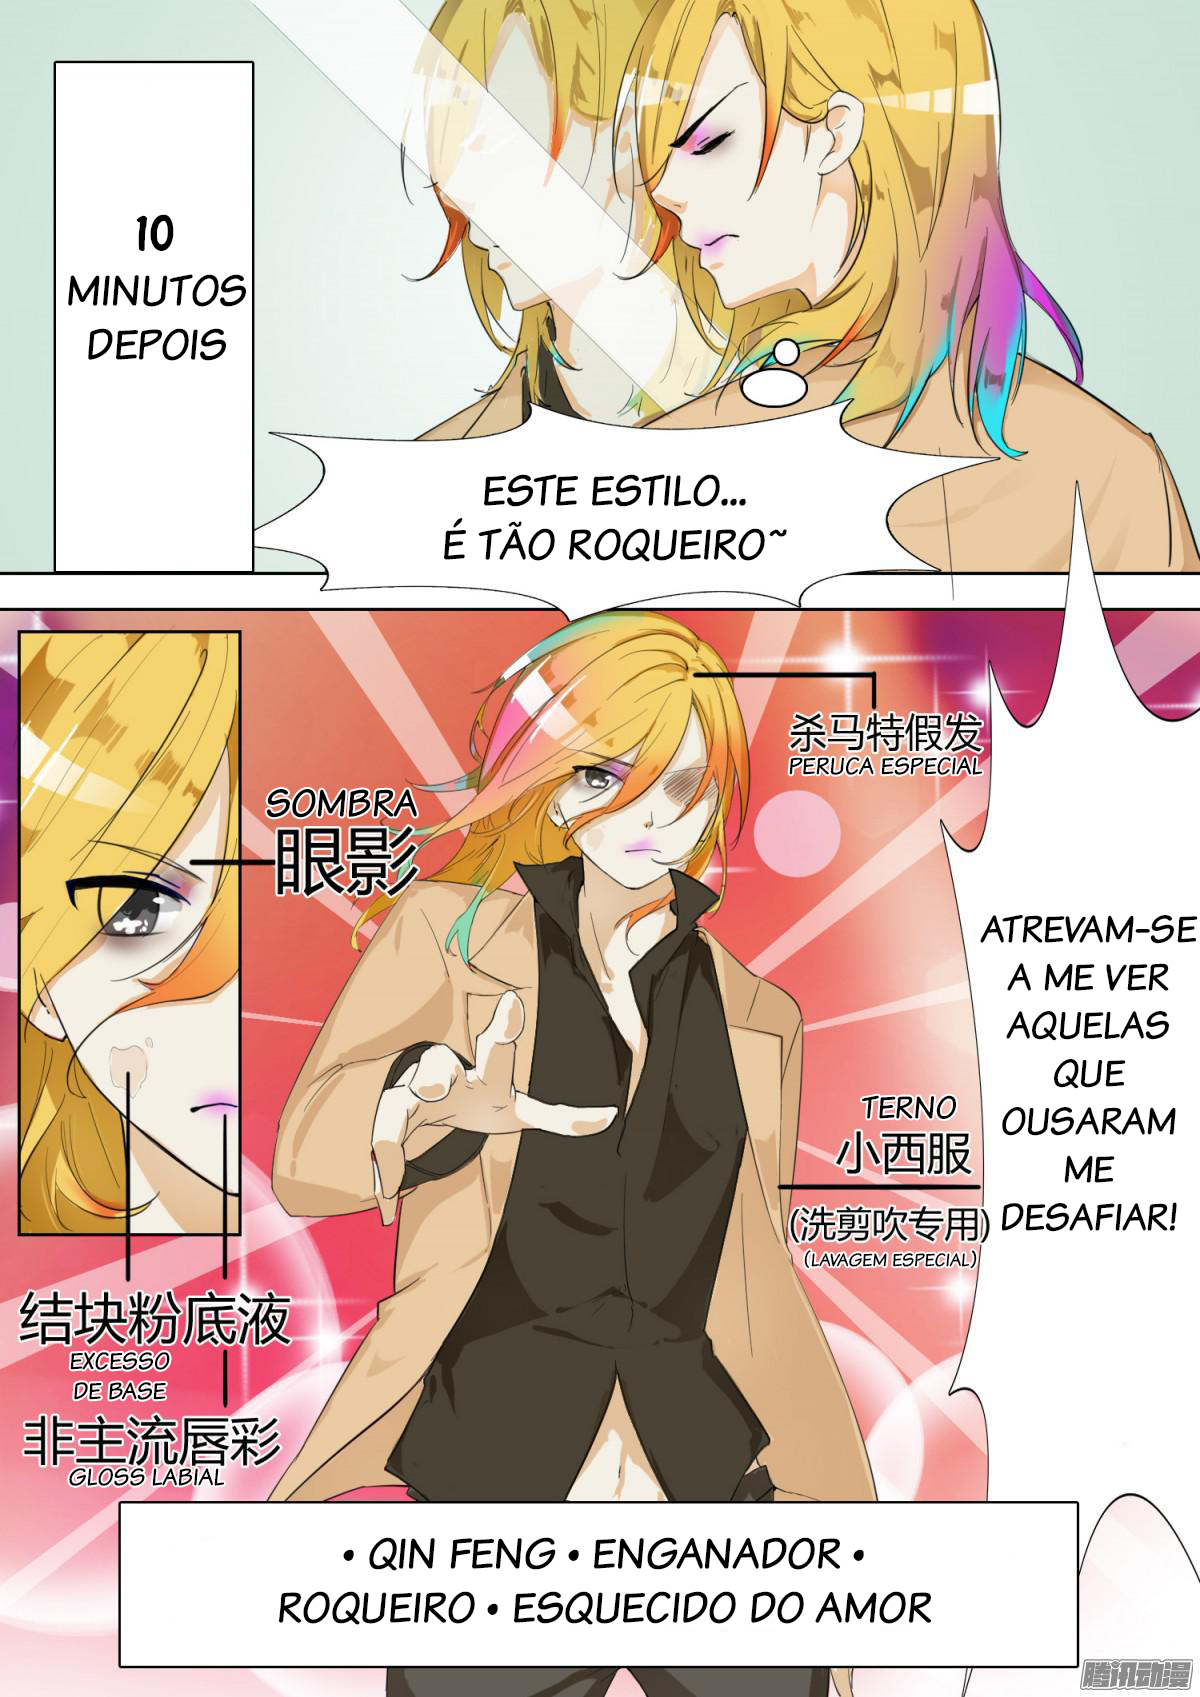 10
MINUTOS
DEPOIS
ESTE ESTILO...
É TÃO ROQUEIRO~
杀马特假发
PERUCA ESPECIAL
SOMBRA
眼影
ATREVAM-SE
A ME VER
AQUELAS
QUE
OUSARAM
ME
DESAFIAR!
TERNO
小西服
(洗剪吹专用)
(LAVAGEM ESPECIAL)
结块粉底液
EXCESSO
DE BASE
非主流唇彩
GLOSS LABIAL
• QIN FENG • ENGANADOR •
ROQUEIRO • ESQUECIDO DO AMOR
腾讯动漫